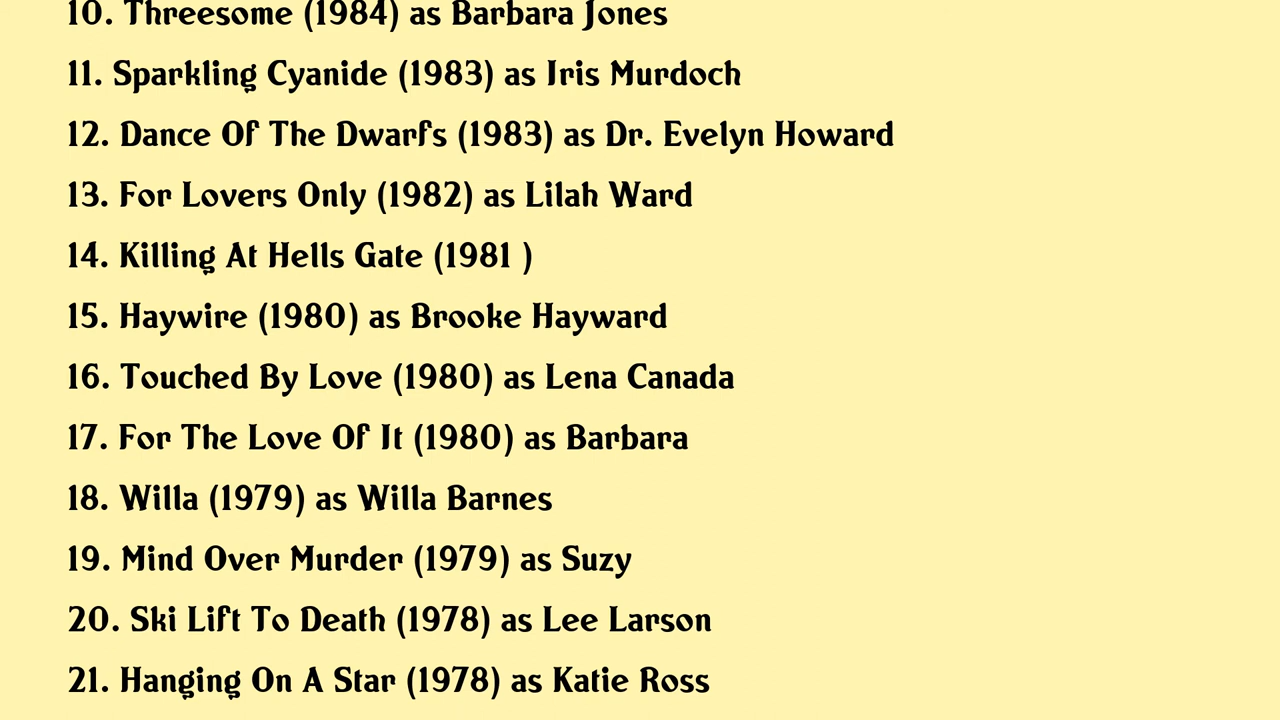 10. Threesome (1984) as Barbara Jones
11. Sparkling Cyanide (1983) as Iris Murdoch
12. Dance Of The Dwarfs (1983) as Dr. Evelyn Howard
13. For Lovers Only (1982) as Lilah Ward
14. Killing At Hells Gate (1981 )
15. Haywire (1980) as Brooke Hayward
16. Touched By Love (1980) as Lena Canada
17. For The Love Of It (1980) as Barbara
18. Willa (1979) as Willa Barnes
19. Mind Over Murder (1979) as Suzy
20. Ski Lift To Death (1978) as Lee Larson
21. Hanging On A Star (1978) as Katie Ross